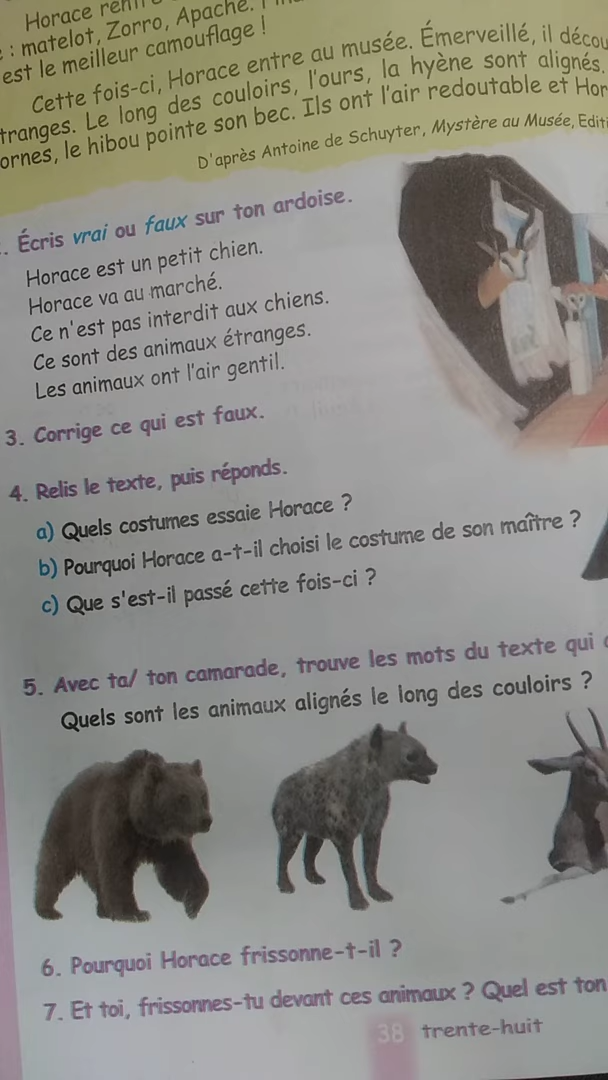 Horace
: matelot, Zorro, Apache.
est le meilleur camouflage !
Cette fois-ci, Horace entre au musée. Émerveillé, il décou
tranges. Le long des couloirs, l'ours, la hyène sont alignés.
ornes, le hibou pointe son bec. Ils ont l'air redoutable et Hor
D'après Antoine de Schuyter, Mystère au Musée, Editi
. Écris vrai ou faux sur ton ardoise.
Horace est un petit chien.
Horace va au marché.
Ce n'est pas interdit aux chiens.
Ce sont des animaux étranges.
Les animaux ont l'air gentil.
3. Corrige ce qui est faux.
4. Relis le texte, puis réponds.
a) Quels costumes essaie Horace ?
b) Pourquoi Horace a-t-il choisi le costume de son maître ?
c) Que s'est-il passé cette fois-ci ?
5. Avec ta/ ton camarade, trouve les mots du texte qui
Quels sont les animaux alignés le long des couloirs ?
6. Pourquoi Horace frissonne-t-il ?
7. Et toi, frissonnes-tu devant ces animaux ? Quel est ton
38 trente-huit